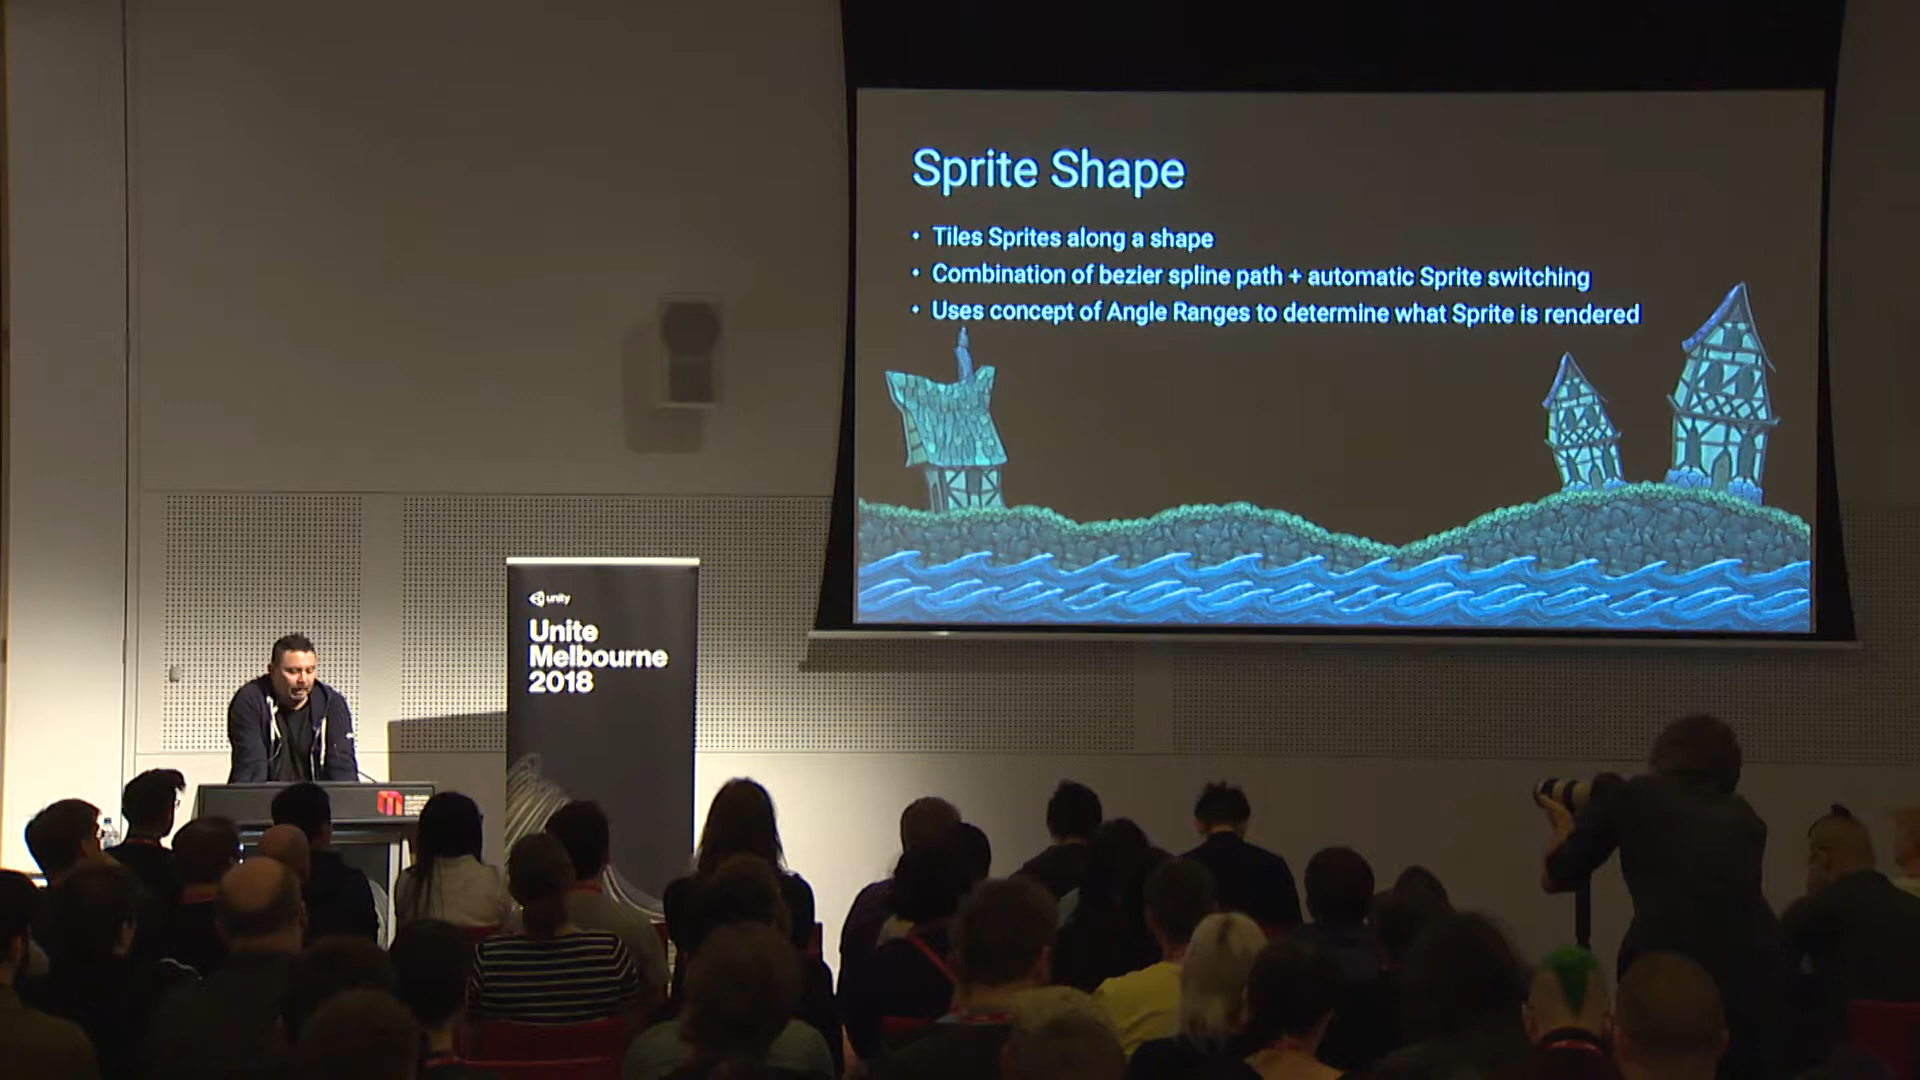 Sprite Shape
• Tiles Sprites along a shape
• Combination of bezier spline path + automatic Sprite switching
• Uses concept of Angle Ranges to determine what Sprite is rendered
unity
Unite
Melbourne
2018